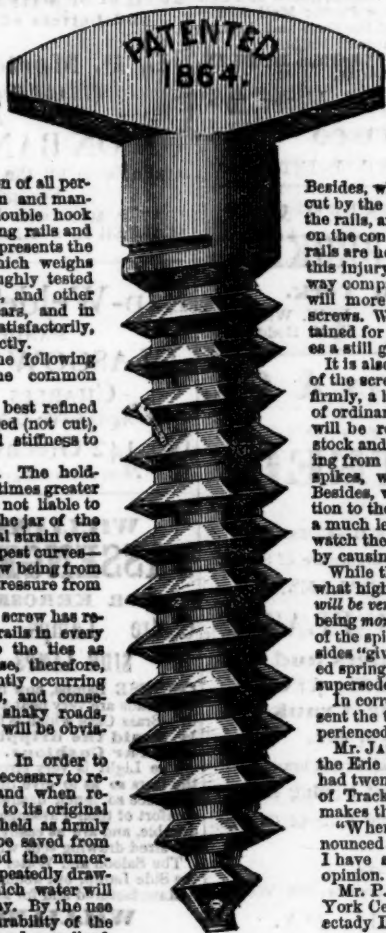 PATENTED
1864.
n of all per-
n and man-
ouble hook
ng rails and
presents the
hich weighs
ughly tested
l, and other
ars, and in
atisfactorily,
ctly.
ne following
he common
best refined
ed (not cut),
l stiffness to
. The hold-
times greater
not liable to
he jar of the
al strain even
pest curves—
w being from
ressure from
screw has re-
rails in every
o the ties as
se, therefore,
ntly occurring
s, and conse-
shaky roads,
will be obvia-
In order to
ecessary to re-
and when re-
to its original
held as firmly
be saved from
nd the numer-
peatedly draw-
hich water will
ay. By the use
rability of the
Besides, w
cut by the
the rails, a
on the con
rails are he
this injury
way comp
will more
screws. W
tained for
es a still g
It is also
of the scre
firmly, a l
of ordinar
will be re
stock and
ing from
spikes, w
Besides, w
tion to the
a much le
watch the
by causin
While th
what high
will be ver
being mor
of the spi
sides "giv
ed spring
supersed
In corr
sent the t
perienced
Mr. JA
the Erie
had twen
of Track
makes th
"When
nounced
I have a
opinion.
Mr. P.
York Ce
ectady D